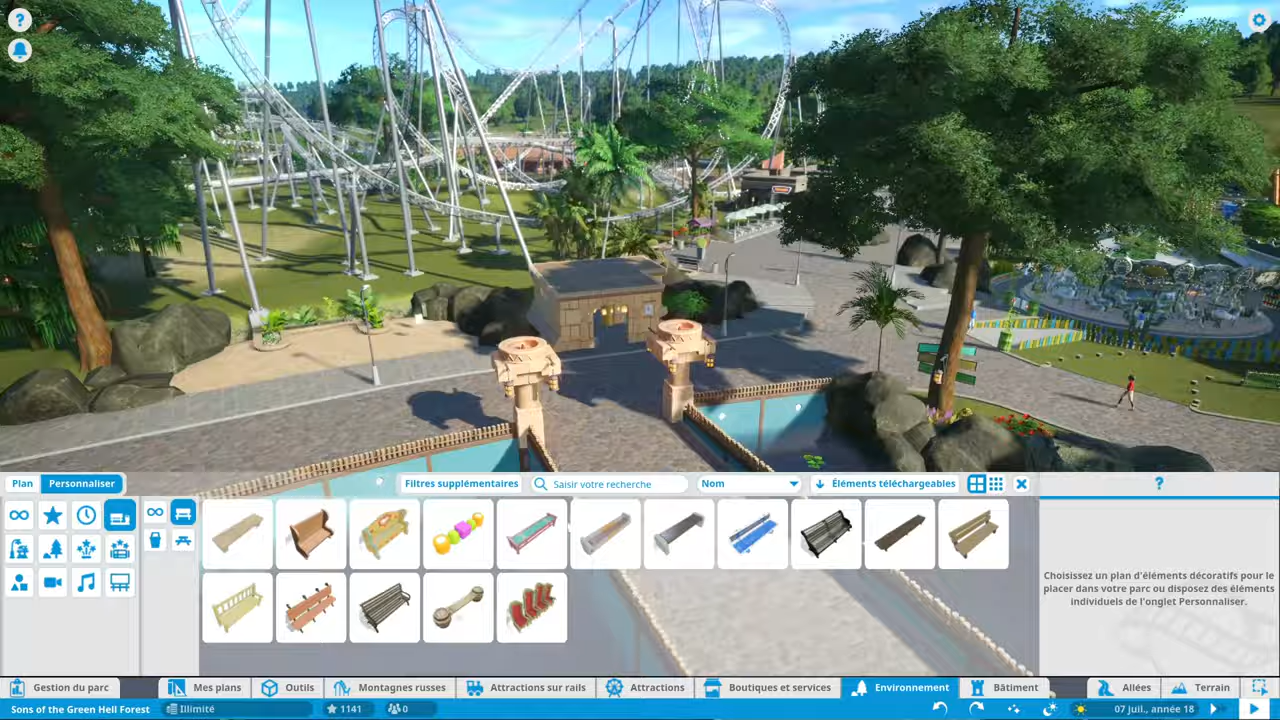 ?
Plan
Personnaliser
Filtres supplémentaires
Saisir votre recherche
Nom
Éléments téléchargeables
?
Choisissez un plan d'éléments décoratifs pour le
placer dans votre parc ou disposez des éléments
individuels de l'onglet Personnaliser.
Gestion du parc
Mes plans
Outils
Montagnes russes
Attractions sur rails
Attractions
Boutiques et services
Environnement
Bâtiment
Allées
Terrain
Sons of the Green Hell Forest
Illimité
1141
0
07 juil., année 18